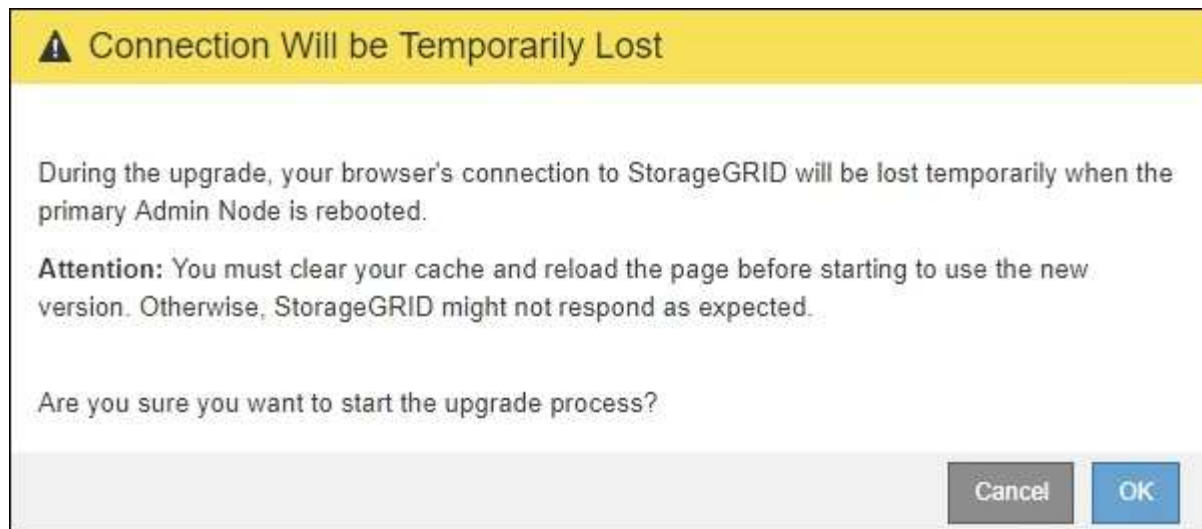 Connection Will be Temporarily Lost
During the upgrade, your browser's connection to StorageGRID will be lost temporarily when the
primary Admin Node is rebooted.
Attention: You must clear your cache and reload the page before starting to use the new
version. Otherwise, StorageGRID might not respond as expected.
Are you sure you want to start the upgrade process?
Cancel
OK